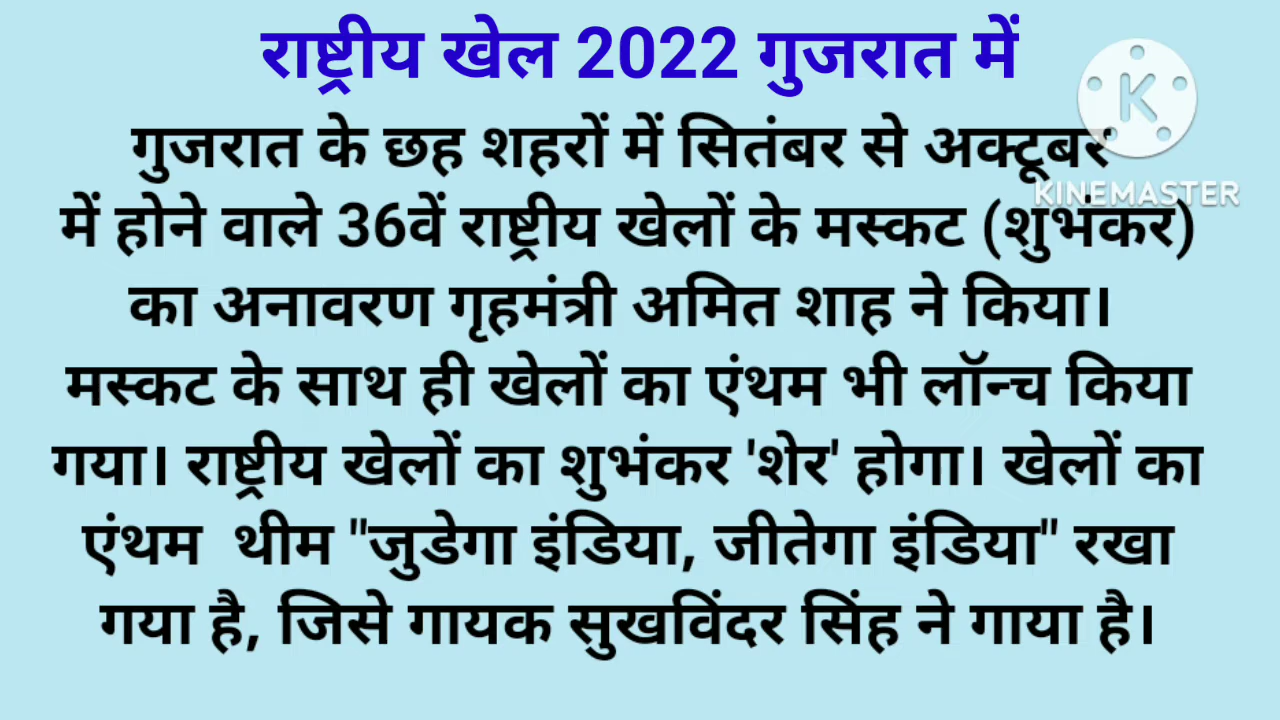 राष्ट्रीय खेल 2022 गुजरात में
गुजरात के छह शहरों में सितंबर से अक्टूबर
में होने वाले 36वें राष्ट्रीय खेलों के मस्कट (शुभंकर)
का अनावरण गृहमंत्री अमित शाह ने किया।
मस्कट के साथ ही खेलों का एंथम भी लॉन्च किया
गया। राष्ट्रीय खेलों का शुभंकर 'शेर' होगा। खेलों का
एंथम थीम "जुडेगा इंडिया, जीतेगा इंडिया" रखा
गया है, जिसे गायक सुखविंदर सिंह ने गाया है।
K
KINEMASTER